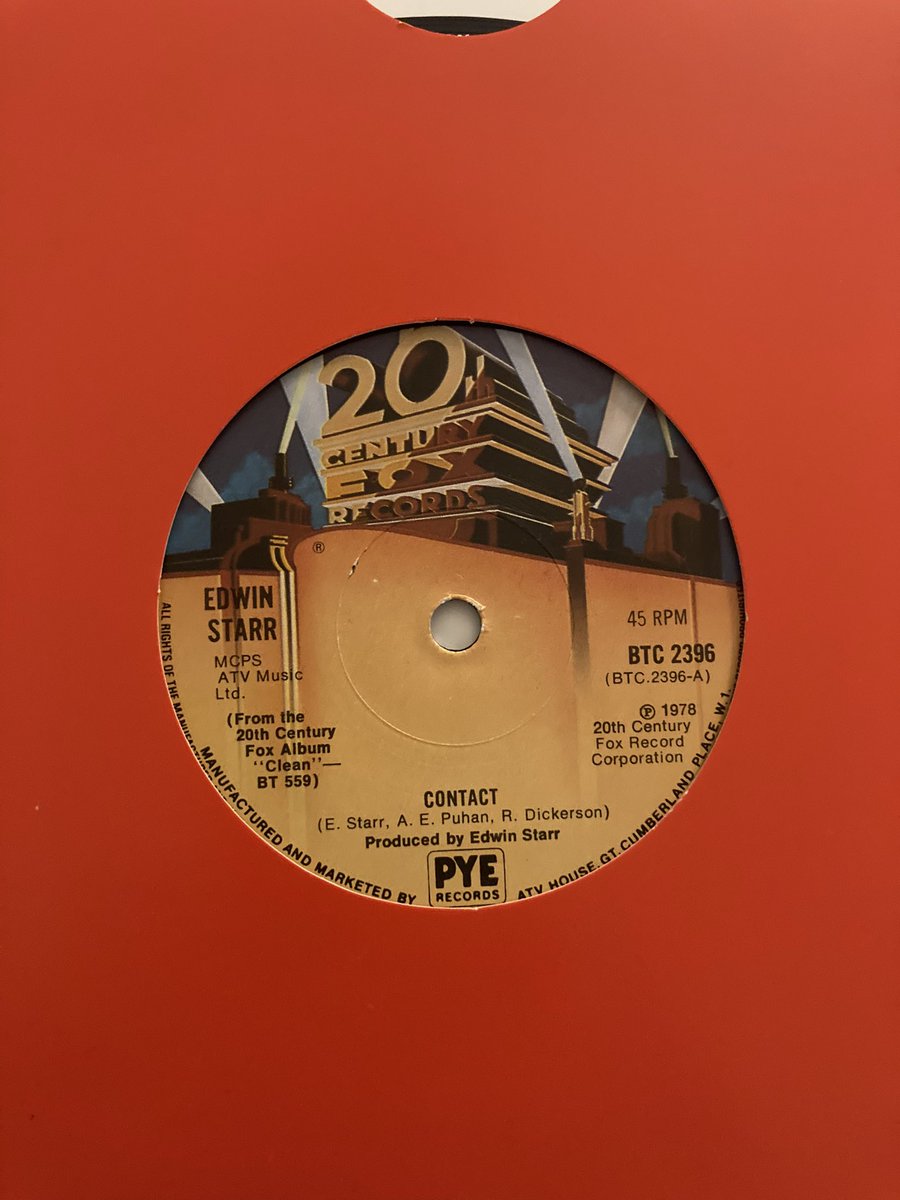 20th
CENTURY
FOX
RECORDS
®
EDWIN
STARR
MCPS
ATV Music
Ltd.
(From the
20th Century
Fox Album
"Clean"—
BT 559)
45 RPM
BTC 2396
(BTC.2396-A)
℗ 1978
20th Century
Fox Record
Corporation
CONTACT
(E. Starr, A. E. Puhan, R. Dickerson)
Produced by Edwin Starr
MANUFACTURED AND MARKETED BY
PYE
RECORDS
ATV HOUSE. GT. CUMBERLAND PLACE, W.1.
ALL RIGHTS OF THE